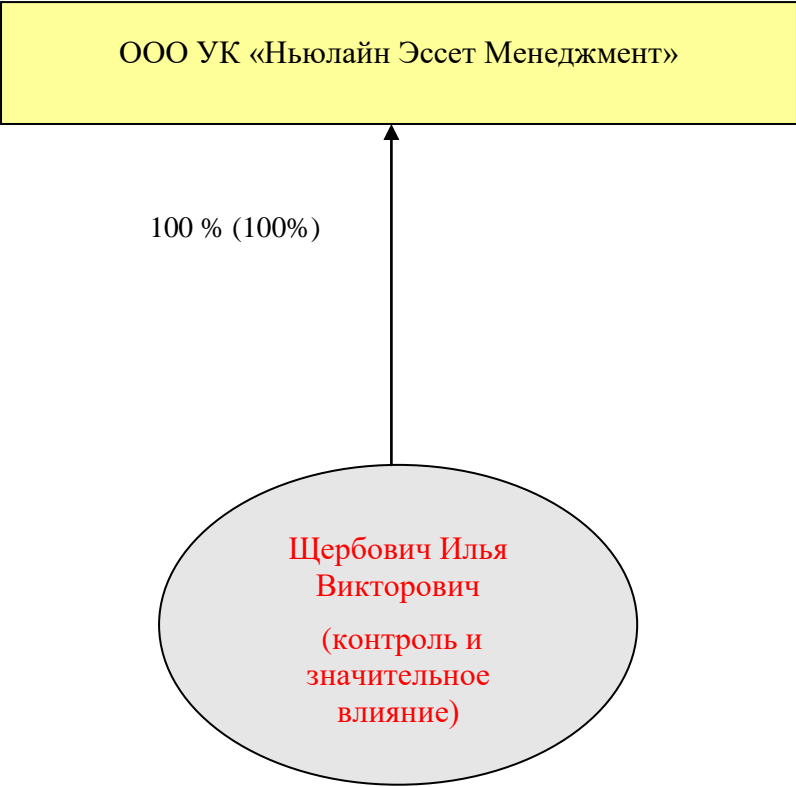 ООО УК «Ньюлайн Эссет Менеджмент»
100 % (100%)
Щербович Илья
Викторович
(контроль и
значительное
влияние)